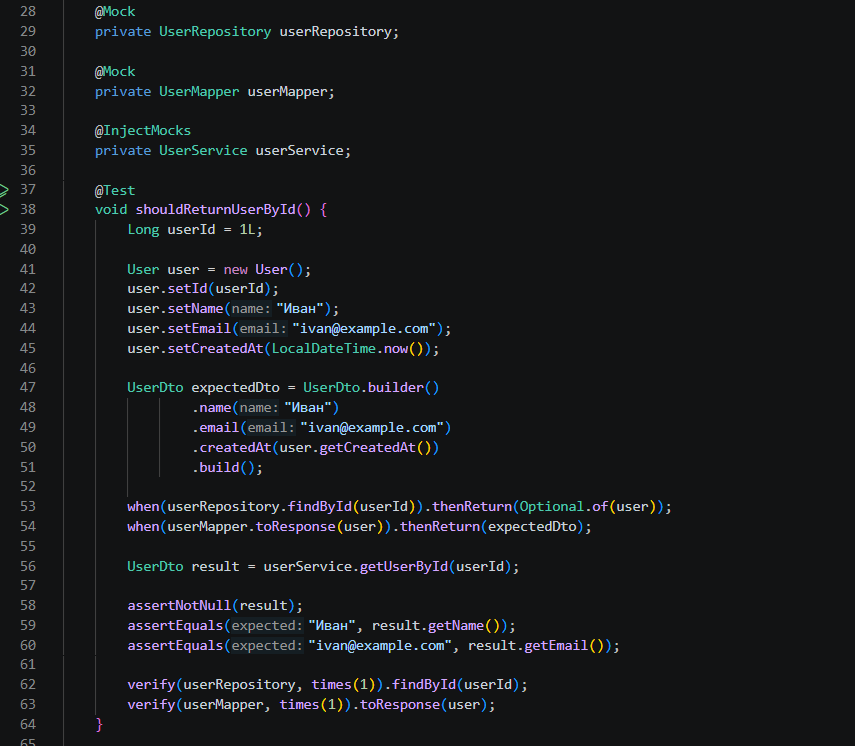 28 @Mock
29 private UserRepository userRepository;
30
31 @Mock
32 private UserMapper userMapper;
33
34 @InjectMocks
35 private UserService userService;
36
37 @Test
38 void shouldReturnUserById() {
39 Long userId = 1L;
40
41 User user = new User();
42 user.setId(userId);
43 user.setName(name: "Иван");
44 user.setEmail(email: "ivan@example.com");
45 user.setCreatedAt(LocalDateTime.now());
46
47 UserDto expectedDto = UserDto.builder()
48 .name(name: "Иван")
49 .email(email: "ivan@example.com")
50 .createdAt(user.getCreatedAt())
51 .build();
52
53 when(userRepository.findById(userId)).thenReturn(Optional.of(user));
54 when(userMapper.toResponse(user)).thenReturn(expectedDto);
55
56 UserDto result = userService.getUserById(userId);
57
58 assertNotNull(result);
59 assertEquals(expected: "Иван", result.getName());
60 assertEquals(expected: "ivan@example.com", result.getEmail());
61
62 verify(userRepository, times(1)).findById(userId);
63 verify(userMapper, times(1)).toResponse(user);
64 }
65